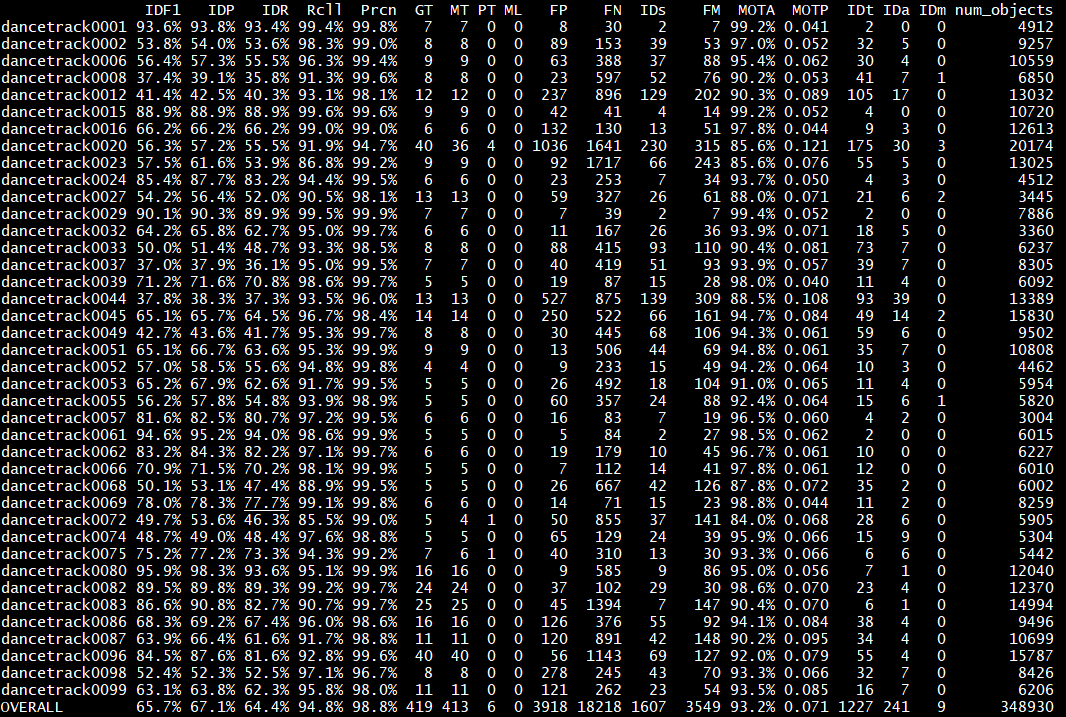 IDF1 IDP IDR Rcll Prcn GT MT PT ML FP FN IDs FM MOTA MOTP IDt IDa IDm num_objects
dancetrack0001 93.6% 93.8% 93.4% 99.4% 99.8% 7 7 0 0 8 30 2 7 99.2% 0.041 2 0 0 4912
dancetrack0002 53.8% 54.0% 53.6% 98.3% 99.0% 8 8 0 0 89 153 39 53 97.0% 0.052 32 5 0 9257
dancetrack0006 56.4% 57.3% 55.5% 96.3% 99.4% 9 9 0 0 63 388 37 88 95.4% 0.062 30 4 0 10559
dancetrack0008 37.4% 39.1% 35.8% 91.3% 99.6% 8 8 0 0 23 597 52 76 90.2% 0.053 41 7 1 6850
dancetrack0012 41.4% 42.5% 40.3% 93.1% 98.1% 12 12 0 0 237 896 129 202 90.3% 0.089 105 17 0 13032
dancetrack0015 88.9% 88.9% 88.9% 99.6% 99.6% 9 9 0 0 42 41 4 14 99.2% 0.052 4 0 0 10720
dancetrack0016 66.2% 66.2% 66.2% 99.0% 99.0% 6 6 0 0 132 130 13 51 97.8% 0.044 9 3 0 12613
dancetrack0020 56.3% 57.2% 55.5% 91.9% 94.7% 40 36 4 0 1036 1641 230 315 85.6% 0.121 175 30 3 20174
dancetrack0023 57.5% 61.6% 53.9% 86.8% 99.2% 9 9 0 0 92 1717 66 243 85.6% 0.076 55 5 0 13025
dancetrack0024 85.4% 87.7% 83.2% 94.4% 99.5% 6 6 0 0 23 253 7 34 93.7% 0.050 4 3 0 4512
dancetrack0027 54.2% 56.4% 52.0% 90.5% 98.1% 13 13 0 0 59 327 26 61 88.0% 0.071 21 6 2 3445
dancetrack0029 90.1% 90.3% 89.9% 99.5% 99.9% 7 7 0 0 7 39 2 7 99.4% 0.052 2 0 0 7886
dancetrack0032 64.2% 65.8% 62.7% 95.0% 99.7% 6 6 0 0 11 167 26 36 93.9% 0.071 18 5 0 3360
dancetrack0033 50.0% 51.4% 48.7% 93.3% 98.5% 8 8 0 0 88 415 93 110 90.4% 0.081 73 7 0 6237
dancetrack0037 37.0% 37.9% 36.1% 95.0% 99.5% 7 7 0 0 40 419 51 93 93.9% 0.057 39 7 0 8305
dancetrack0039 71.2% 71.6% 70.8% 98.6% 99.7% 5 5 0 0 19 87 15 28 98.0% 0.040 11 4 0 6092
dancetrack0044 37.8% 38.3% 37.3% 93.5% 96.0% 13 13 0 0 527 875 139 309 88.5% 0.108 93 39 0 13389
dancetrack0045 65.1% 65.7% 64.5% 96.7% 98.4% 14 14 0 0 250 522 66 161 94.7% 0.084 49 14 2 15830
dancetrack0049 42.7% 43.6% 41.7% 95.3% 99.7% 8 8 0 0 30 445 68 106 94.3% 0.061 59 6 0 9502
dancetrack0051 65.1% 66.7% 63.6% 95.3% 99.9% 9 9 0 0 13 506 44 69 94.8% 0.061 35 7 0 10808
dancetrack0052 57.0% 58.5% 55.6% 94.8% 99.8% 4 4 0 0 9 233 15 49 94.2% 0.064 10 3 0 4462
dancetrack0053 65.2% 67.9% 62.6% 91.7% 99.5% 5 5 0 0 26 492 18 104 91.0% 0.065 11 4 0 5954
dancetrack0055 56.2% 57.8% 54.8% 93.9% 98.9% 5 5 0 0 60 357 24 88 92.4% 0.064 15 6 1 5820
dancetrack0057 81.6% 82.5% 80.7% 97.2% 99.5% 6 6 0 0 16 83 7 19 96.5% 0.060 4 2 0 3004
dancetrack0061 94.6% 95.2% 94.0% 98.6% 99.9% 5 5 0 0 5 84 2 27 98.5% 0.062 2 0 0 6015
dancetrack0062 83.2% 84.3% 82.2% 97.1% 99.7% 6 6 0 0 19 179 10 45 96.7% 0.061 10 0 0 6227
dancetrack0066 70.9% 71.5% 70.2% 98.1% 99.9% 5 5 0 0 7 112 14 41 97.8% 0.061 12 0 0 6010
dancetrack0068 50.1% 53.1% 47.4% 88.9% 99.5% 5 5 0 0 26 667 42 126 87.8% 0.072 35 2 0 6002
dancetrack0069 78.0% 78.3% 77.7% 99.1% 99.8% 6 6 0 0 14 71 15 23 98.8% 0.044 11 2 0 8259
dancetrack0072 49.7% 53.6% 46.3% 85.5% 99.0% 5 4 1 0 50 855 37 141 84.0% 0.068 28 6 0 5905
dancetrack0074 48.7% 49.0% 48.4% 97.6% 98.8% 5 5 0 0 65 129 24 39 95.9% 0.066 15 9 0 5304
dancetrack0075 75.2% 77.2% 73.3% 94.3% 99.2% 7 6 1 0 40 310 13 30 93.3% 0.066 6 6 0 5442
dancetrack0080 95.9% 98.3% 93.6% 95.1% 99.9% 16 16 0 0 9 585 9 86 95.0% 0.062 7 1 0 12040
dancetrack0082 89.5% 89.8% 89.3% 99.2% 99.7% 24 24 0 0 37 102 29 30 98.6% 0.070 23 4 0 12370
dancetrack0083 86.6% 90.8% 82.7% 90.7% 99.7% 25 25 0 0 45 1394 7 147 90.4% 0.070 6 1 0 14994
dancetrack0086 68.3% 69.2% 67.4% 96.0% 98.6% 16 16 0 0 126 376 55 92 94.1% 0.084 38 4 0 9496
dancetrack0087 63.9% 66.4% 61.6% 91.7% 98.8% 11 11 0 0 120 891 42 148 90.2% 0.095 34 4 0 10699
dancetrack0096 84.5% 87.6% 81.6% 92.8% 99.6% 40 40 0 0 56 1143 69 127 92.0% 0.079 55 4 0 15787
dancetrack0098 52.4% 52.3% 52.5% 97.1% 96.7% 8 8 0 0 278 245 43 70 93.3% 0.066 32 7 0 8426
dancetrack0099 63.1% 63.8% 62.3% 95.8% 98.0% 11 11 0 0 121 262 23 54 93.5% 0.085 16 7 0 6206
OVERALL 65.7% 67.1% 64.4% 94.8% 98.8% 419 413 6 0 3918 18218 1607 3549 93.2% 0.071 1227 241 9 348930